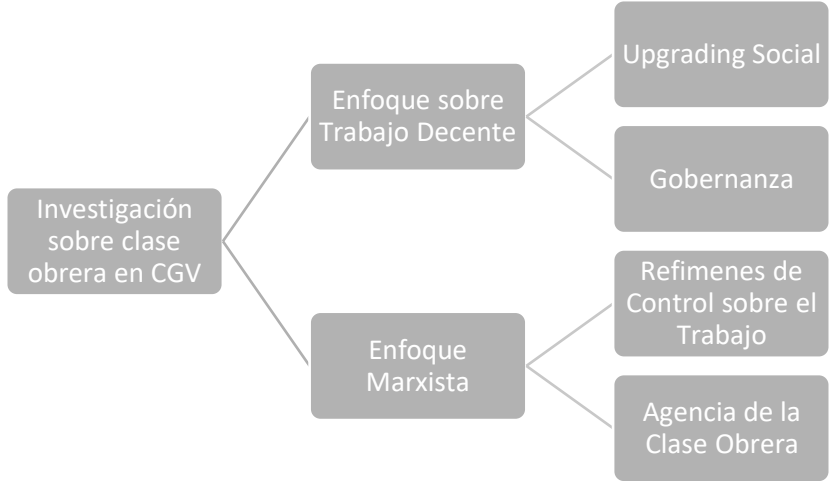 Investigación
sobre clase
obrera en CGV
Enfoque sobre
Trabajo Decente
Upgrading Social
Gobernanza
Enfoque
Marxista
Refimenes de
Control sobre el
Trabajo
Agencia de la
Clase Obrera